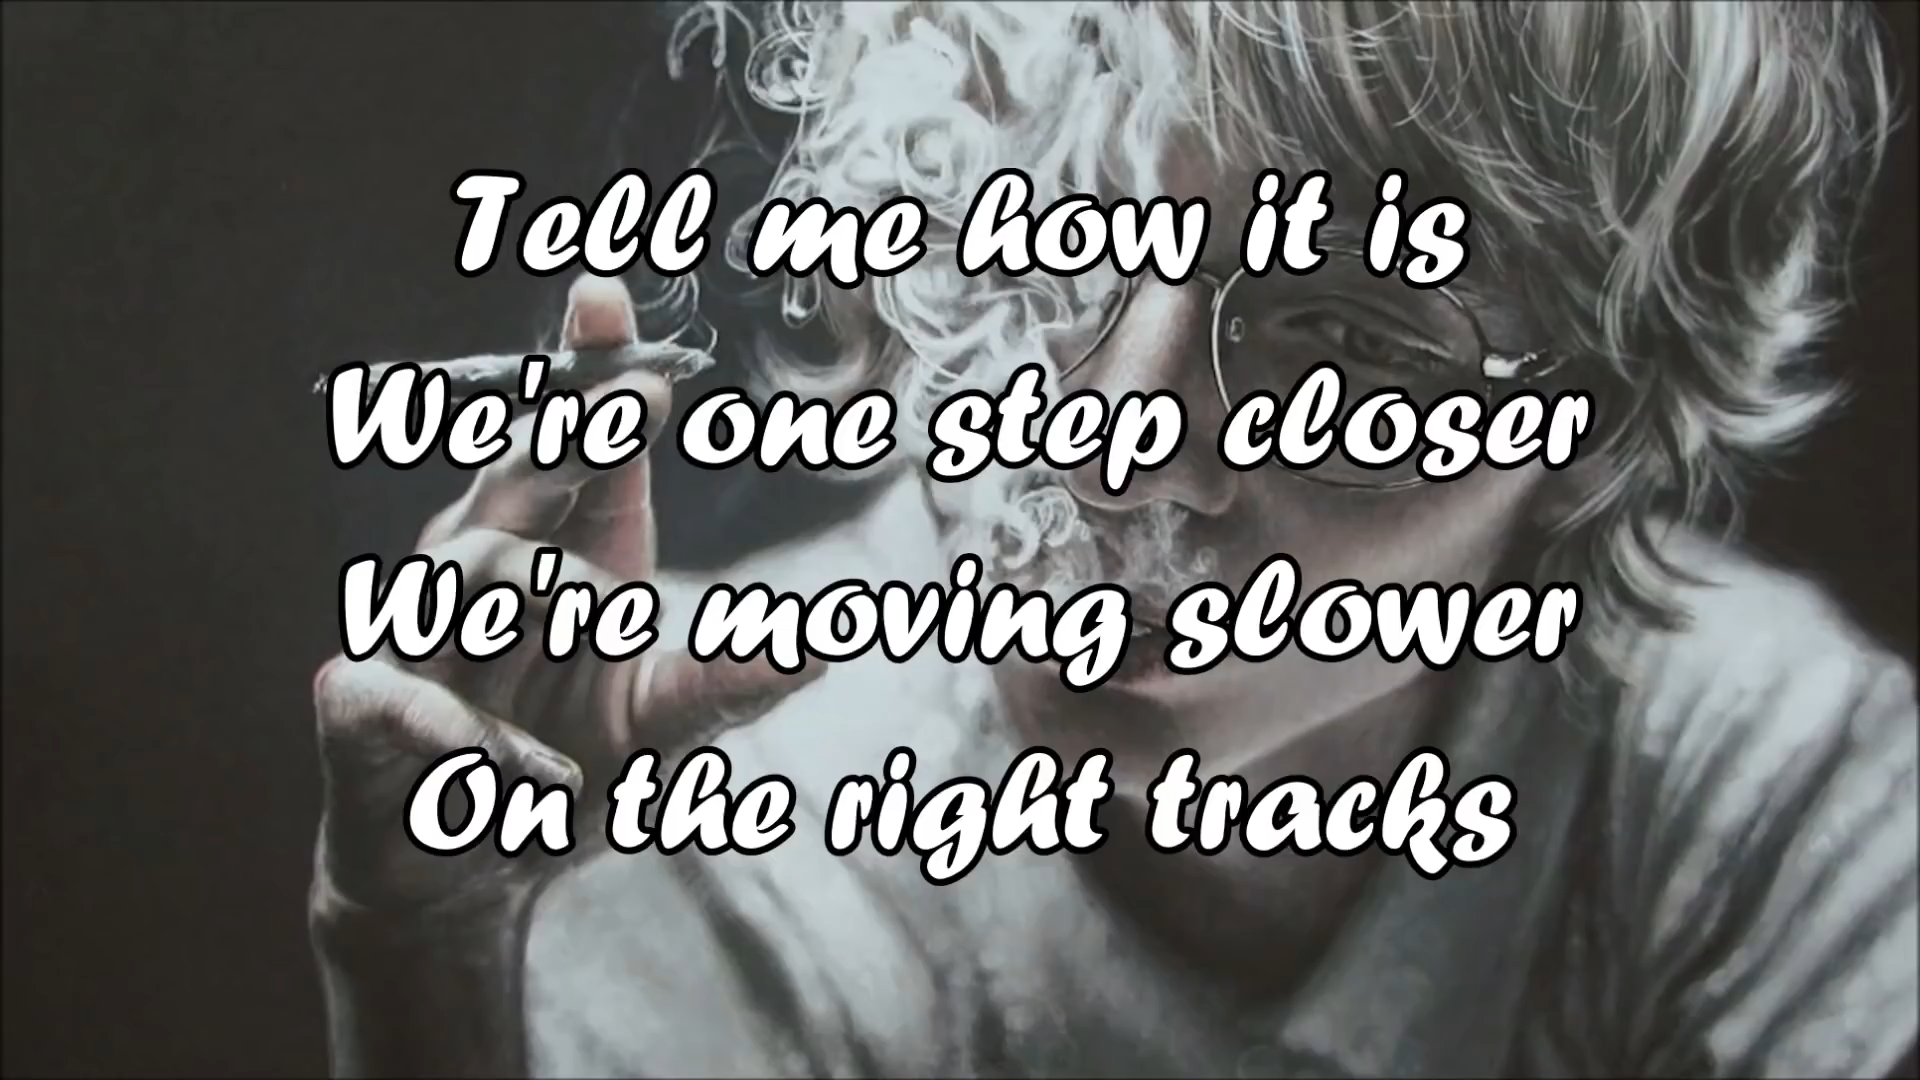 Tell me how it is
We're one step closer
We're moving slower
On the right tracks